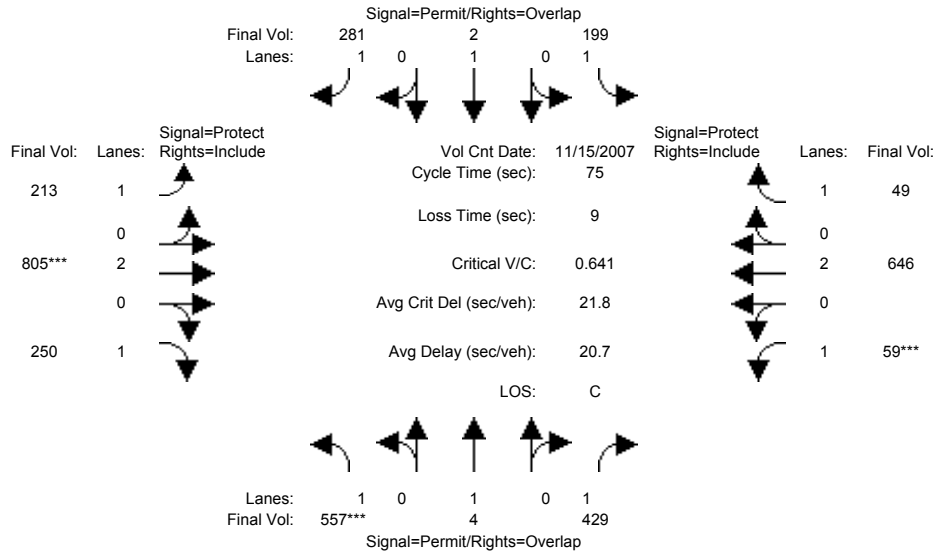 Signal=Permit/Rights=Overlap
Final Vol: 281 2 199
Lanes: 1 0 1 0 1
Signal=Protect Signal=Protect
Final Vol: Lanes: Rights=Include Vol Cnt Date: 11/15/2007 Rights=Include Lanes: Final Vol:
Cycle Time (sec): 75
213 1 1 49
Loss Time (sec): 9
0 0
805*** 2 Critical V/C: 0.641 2 646
0 Avg Crit Del (sec/veh): 21.8 0
250 1 Avg Delay (sec/veh): 20.7 1 59***
LOS: C
Lanes: 1 0 1 0 1
Final Vol: 557*** 4 429
Signal=Permit/Rights=Overlap